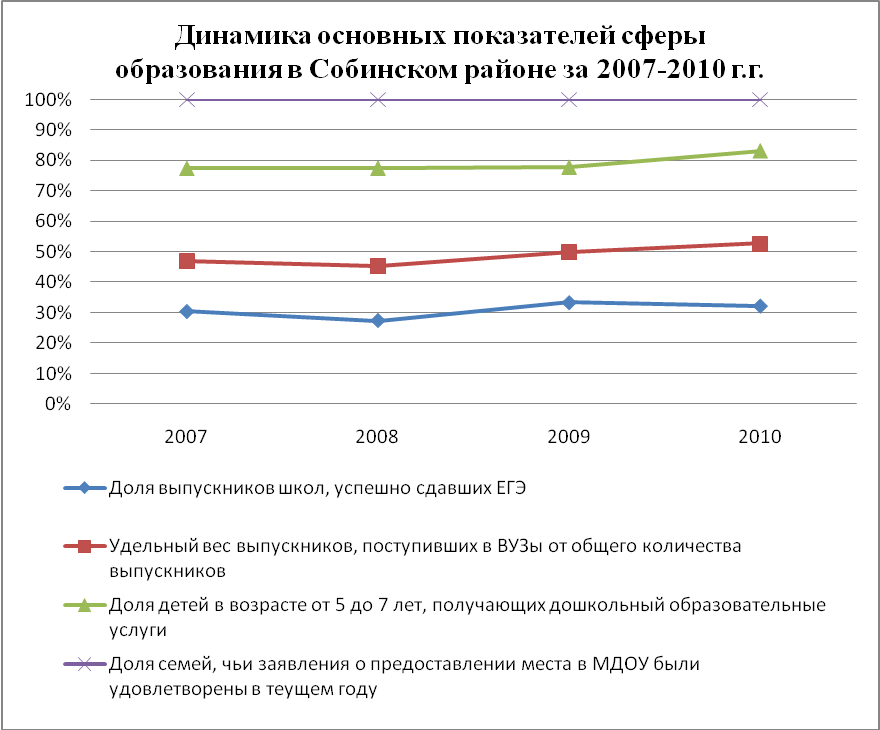 Динамика основных показателей сферы
образования в Собинском районе за 2007-2010 г.г.
100%
90%
80%
70%
60%
50%
40%
30%
20%
10%
0%
2007 2008 2009 2010
Доля выпускников школ, успешно сдавших ЕГЭ
Удельный вес выпускников, поступивших в ВУЗы от общего количества
выпускников
Доля детей в возрасте от 5 до 7 лет, получающих дошкольный образовательные
услуги
Доля семей, чьи заявления о предоставлении места в МДОУ были
удовлетворены в теущем году